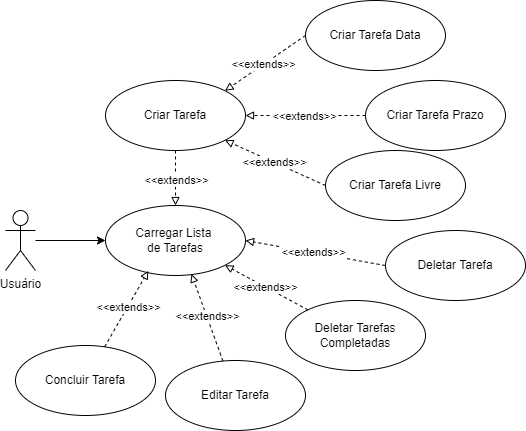 Criar Tarefa Data
<<extends>>
Criar Tarefa
<<extends>>
Criar Tarefa Prazo
<<extends>>
<<extends>>
Criar Tarefa Livre
Carregar Lista
de Tarefas
Usuário
<<extends>>
Deletar Tarefa
<<extends>>
<<extends>>
<<extends>>
Deletar Tarefas
Completadas
Concluir Tarefa
Editar Tarefa